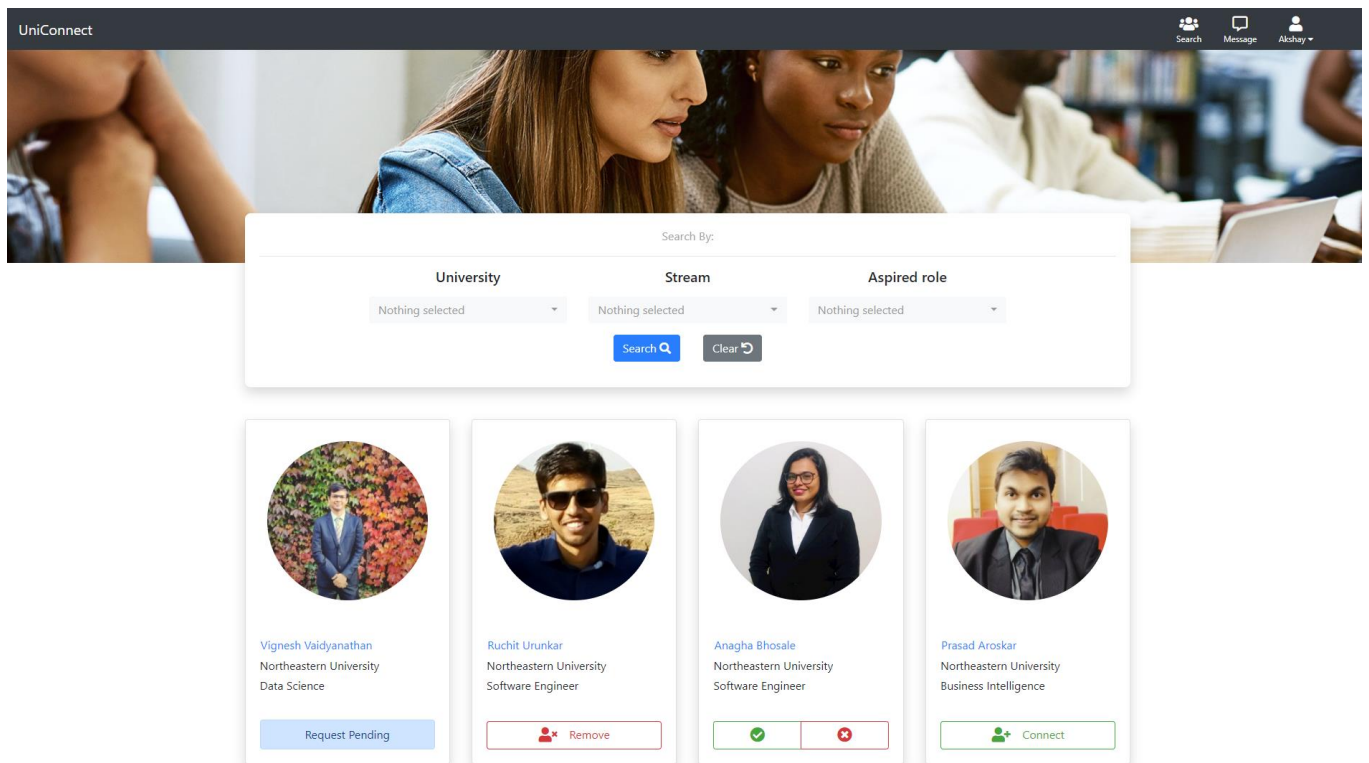 UniConnect
Search Message Akshay
Search By:
University Stream Aspired role
Nothing selected Nothing selected Nothing selected
Search Clear
Vignesh Vaidyanathan
Northeastern University
Data Science
Request Pending
Ruchit Urunkar
Northeastern University
Software Engineer
Remove
Anagha Bhosale
Northeastern University
Software Engineer
Prasad Aroskar
Northeastern University
Business Intelligence
Connect